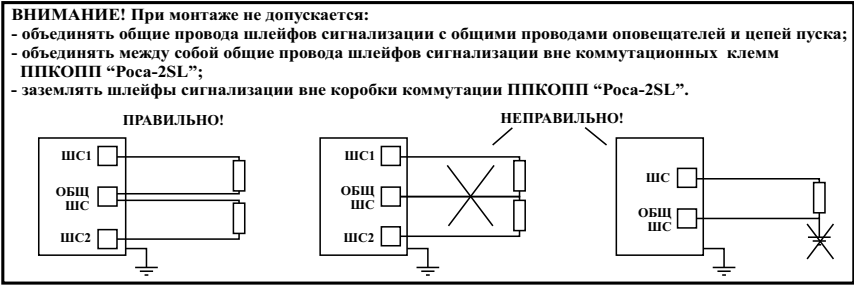 ВНИМАНИЕ! При монтаже не допускается:
- объединять общие провода шлейфов сигнализации с общими проводами оповещателей и цепей пуска;
- объединять между собой общие провода шлейфов сигнализации вне коммутационных клемм
ППКОПП “Роса-2SL”;
- заземлять шлейфы сигнализации вне коробки коммутации ППКОПП “Роса-2SL”.
ПРАВИЛЬНО!
ШС1
ОБЩ
ШС
ШС2
НЕПРАВИЛЬНО!
ШС1
ОБЩ
ШС
ШС2
ШС
ОБЩ
ШС